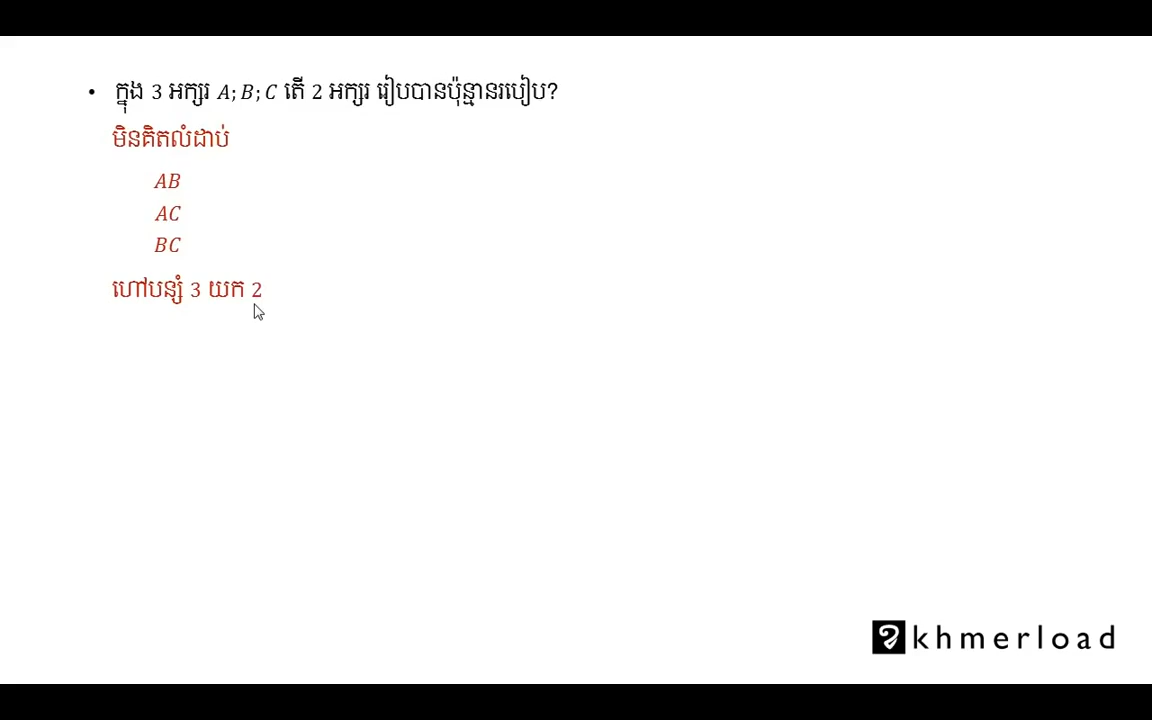 • ក្នុង 3 អក្សរ A; B; C តើ 2 អក្សរ រៀបបានប៉ុន្មានរបៀប?
មិនគិតលំដាប់
AB
AC
BC
ហៅបន្សំ 3 យក 2
khmerload